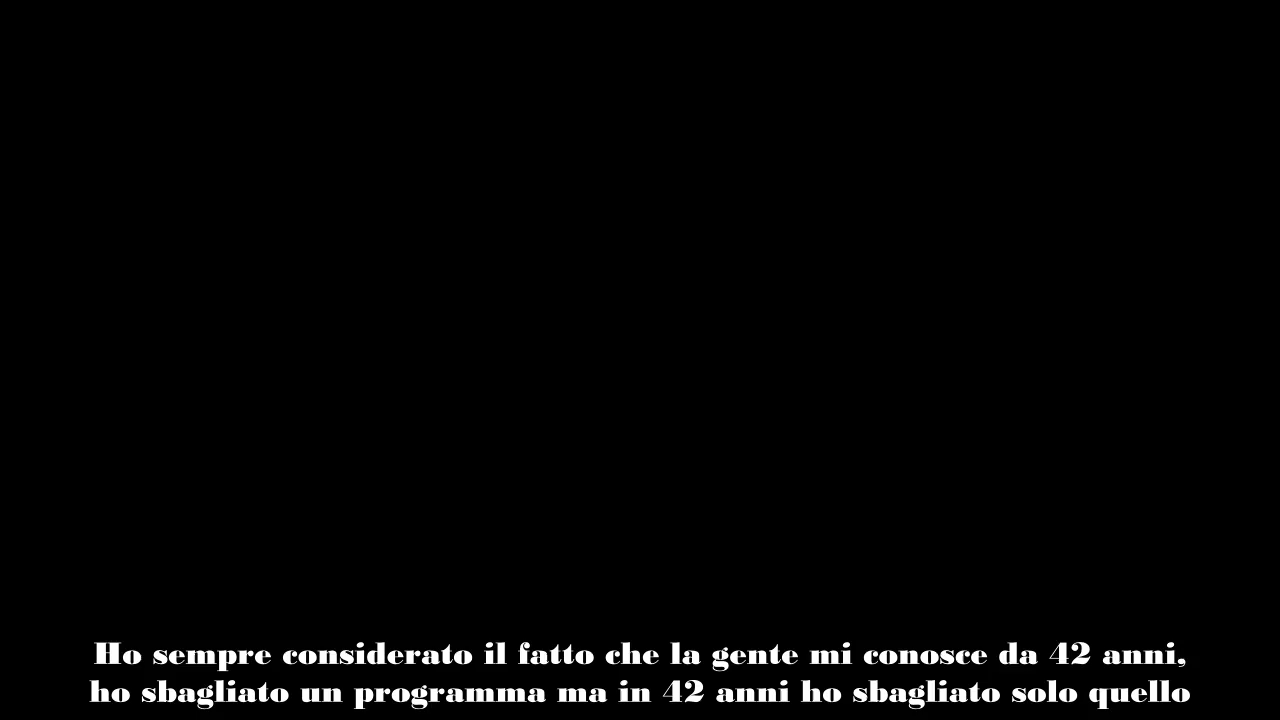 Ho sempre considerato il fatto che la gente mi conosce da 42 anni,
ho sbagliato un programma ma in 42 anni ho sbagliato solo quello